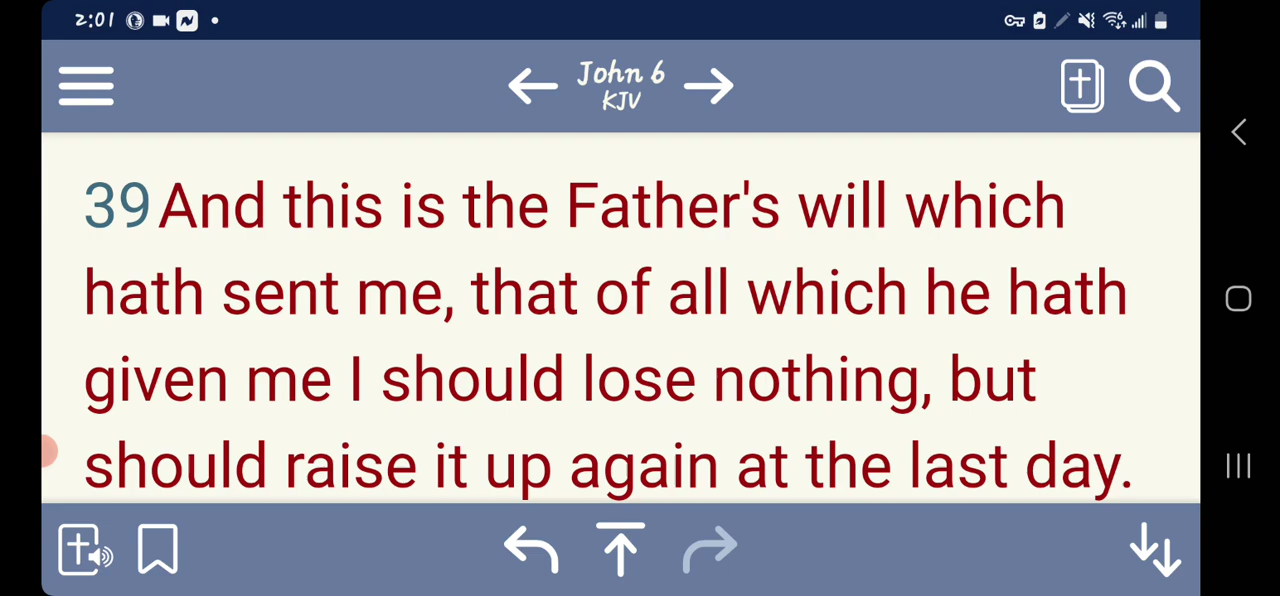 2:01
John 6
KJV
39 And this is the Father's will which
hath sent me, that of all which he hath
given me I should lose nothing, but
should raise it up again at the last day.